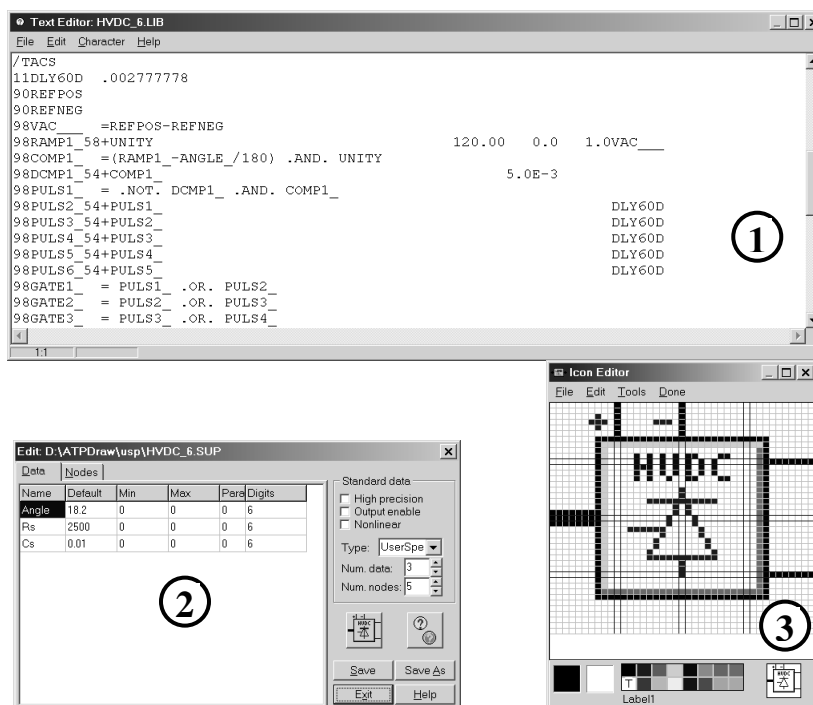 Text Editor: HVDC_6.LIB
File Edit Character Help
/TACS
11DLY60D  .002777778
90REFPOS
90REFNEG
98VAC___  =REFPOS-REFNEG
98RAMP1_58+UNITY                                    120.00   0.0   1.0VAC___
98COMP1_  =(RAMP1_-ANGLE_/180) .AND. UNITY
98DCMP1_54+COMP1_                                          5.0E-3
98PULS1_  = .NOT. DCMP1_ .AND. COMP1_
98PULS2_54+PULS1_                                                        DLY60D
98PULS3_54+PULS2_                                                        DLY60D
98PULS4_54+PULS3_                                                        DLY60D
98PULS5_54+PULS4_                                                        DLY60D
98PULS6_54+PULS5_                                                        DLY60D
98GATE1_  = PULS1_ .OR. PULS2_
98GATE2_  = PULS2_ .OR. PULS3_
98GATE3_  = PULS3_ .OR. PULS4_
1:1
1
Edit: D:\ATPDraw\usp\HVDC_6.SUP
Data Nodes
Name Default Min Max Para Digits
Angle 18.2 0 0 0 6
Rs 2500 0 0 0 6
Cs 0.01 0 0 0 6
2
Standard data
High precision
Output enable
Nonlinear
Type: UserSpe
Num. data: 3
Num. nodes: 5
HVDC
Save Save As
Exit Help
Icon Editor
File Edit Tools Done
+ -
HVDC
3
T
HVDC
Label1